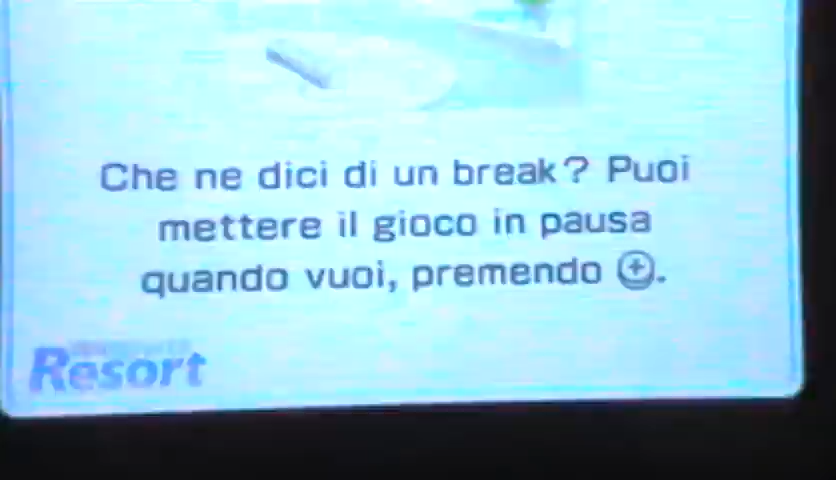 Che ne dici di un break? Puoi
mettere il gioco in pausa
quando vuoi, premendo ⊕.
Resort